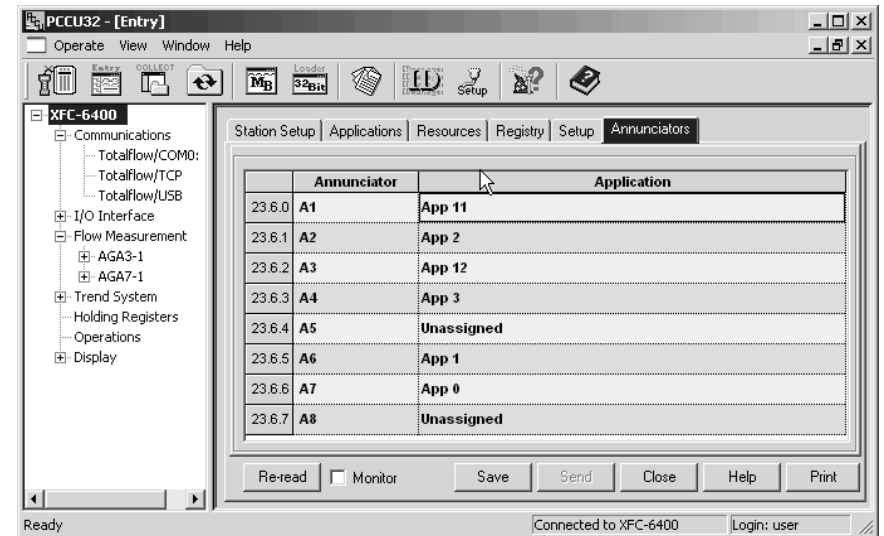 PCCU32 - [Entry]
Operate View Window Help
Entry COLLECT MB Loader 32Bit ID Manager Setup
XFC-6400
Communications
Totalflow/COM0:
Totalflow/TCP
Totalflow/USB
I/O Interface
Flow Measurement
AGA3-1
AGA7-1
Trend System
Holding Registers
Operations
Display
Station Setup Applications Resources Registry Setup Annunciators
Annunciator Application
23.6.0 A1 App 11
23.6.1 A2 App 2
23.6.2 A3 App 12
23.6.3 A4 App 3
23.6.4 A5 Unassigned
23.6.5 A6 App 1
23.6.6 A7 App 0
23.6.7 A8 Unassigned
Re-read Monitor Save Send Close Help Print
Ready Connected to XFC-6400 Login: user